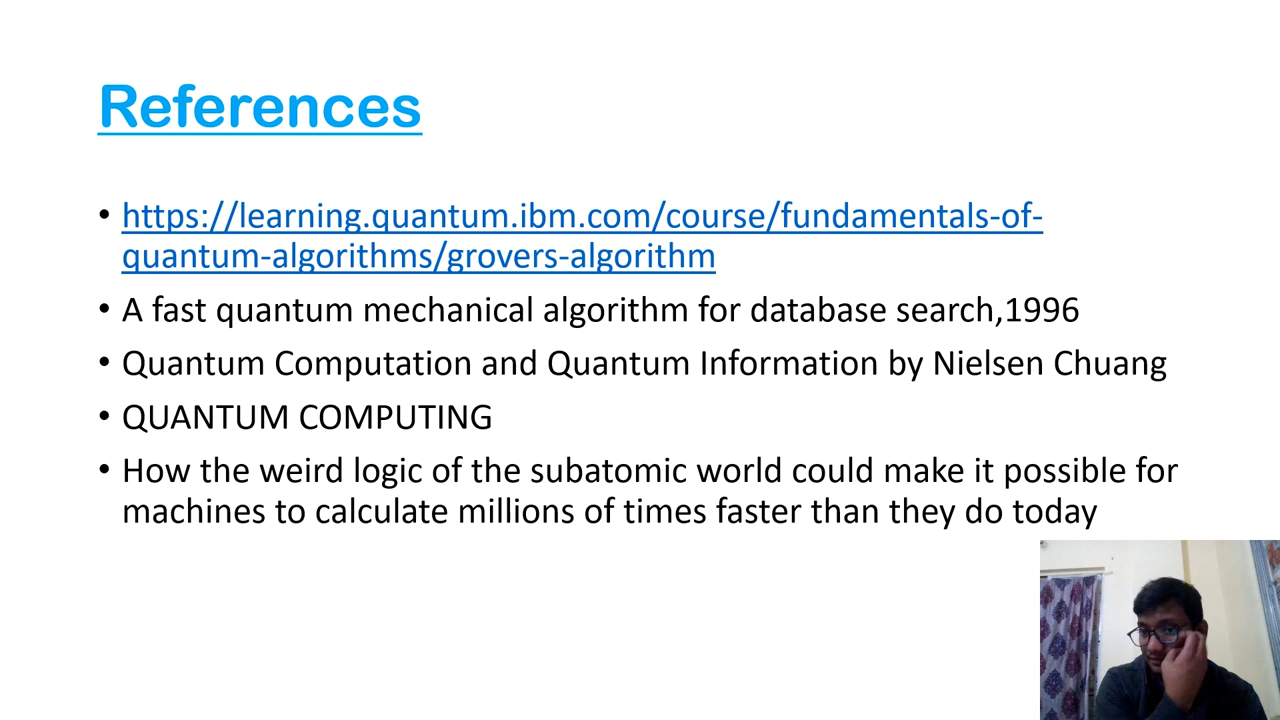 References
• https://learning.quantum.ibm.com/course/fundamentals-of-
quantum-algorithms/grovers-algorithm
• A fast quantum mechanical algorithm for database search,1996
• Quantum Computation and Quantum Information by Nielsen Chuang
• QUANTUM COMPUTING
• How the weird logic of the subatomic world could make it possible for
machines to calculate millions of times faster than they do today